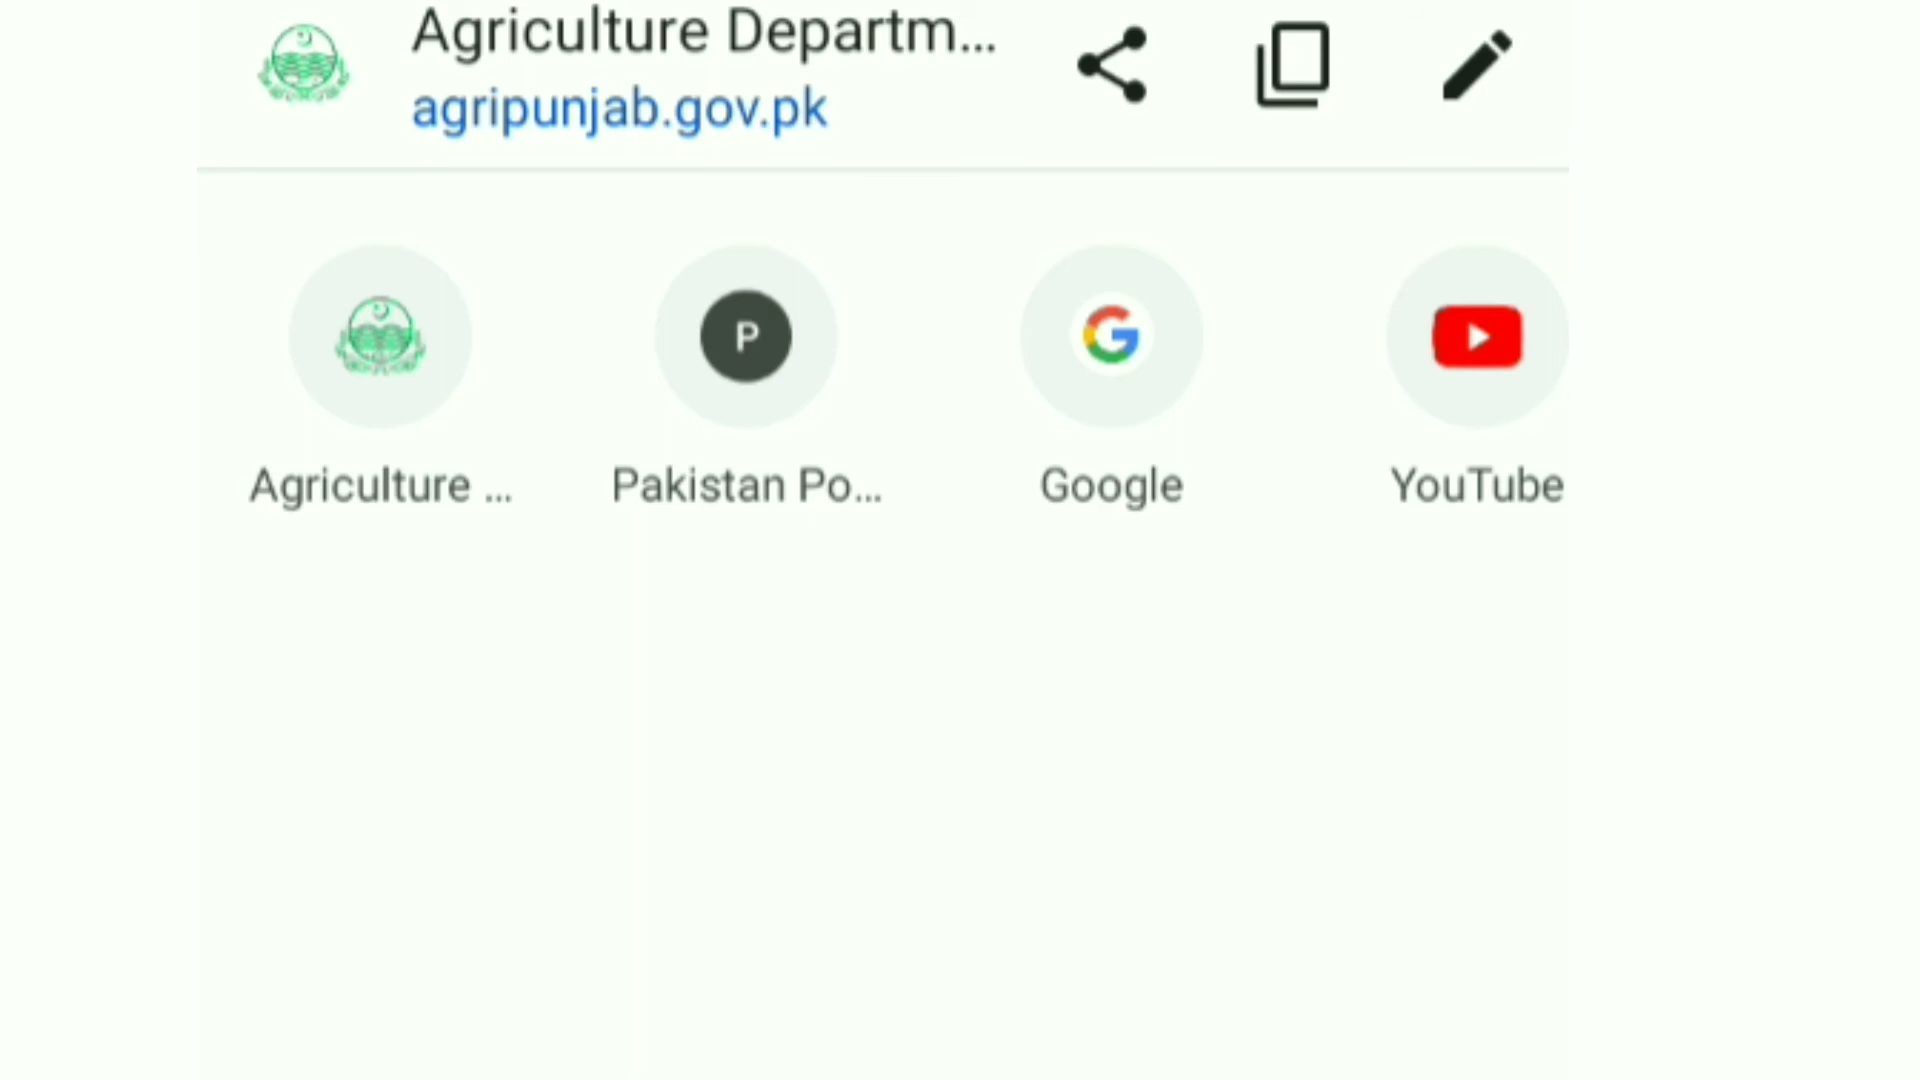 Agriculture Departm...
agripunjab.gov.pk
P
Agriculture ...
Pakistan Po...
Google
YouTube